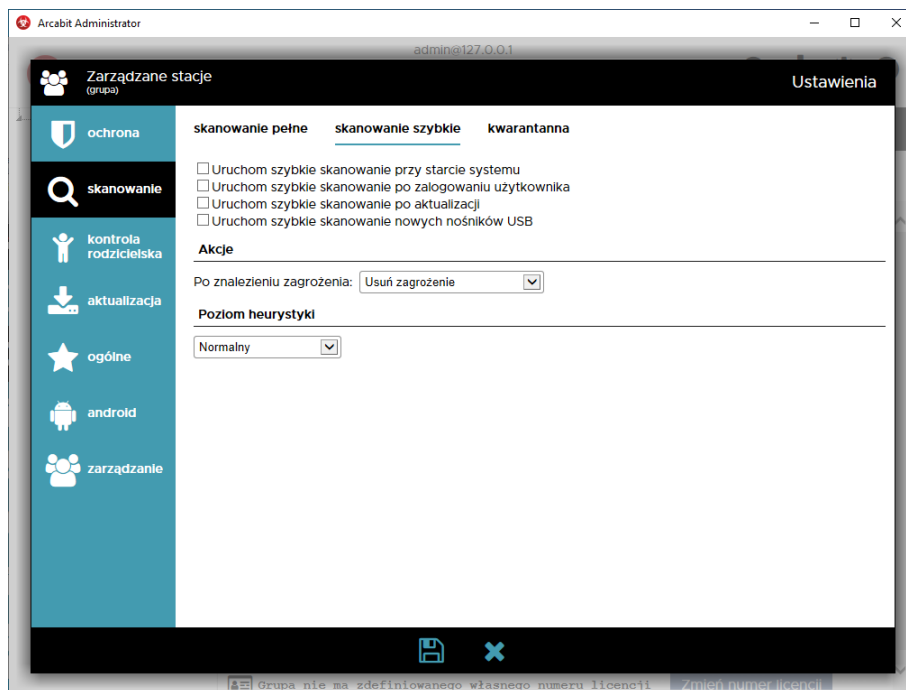 Arcabit Administrator
admin@127.0.0.1
Zarządzane stacje
(grupa)
Ustawienia
ochrona
skanowanie
kontrola
rodzicielska
aktualizacja
ogólne
android
zarządzanie
skanowanie pełne skanowanie szybkie kwarantanna
Uruchom szybkie skanowanie przy starcie systemu
Uruchom szybkie skanowanie po zalogowaniu użytkownika
Uruchom szybkie skanowanie po aktualizacji
Uruchom szybkie skanowanie nowych nośników USB
Akcje
Po znalezieniu zagrożenia: Usuń zagrożenie
Poziom heurystyki
Normalny
Grupa nie ma zdefiniowanego własnego numeru licencji Zmień numer licencji